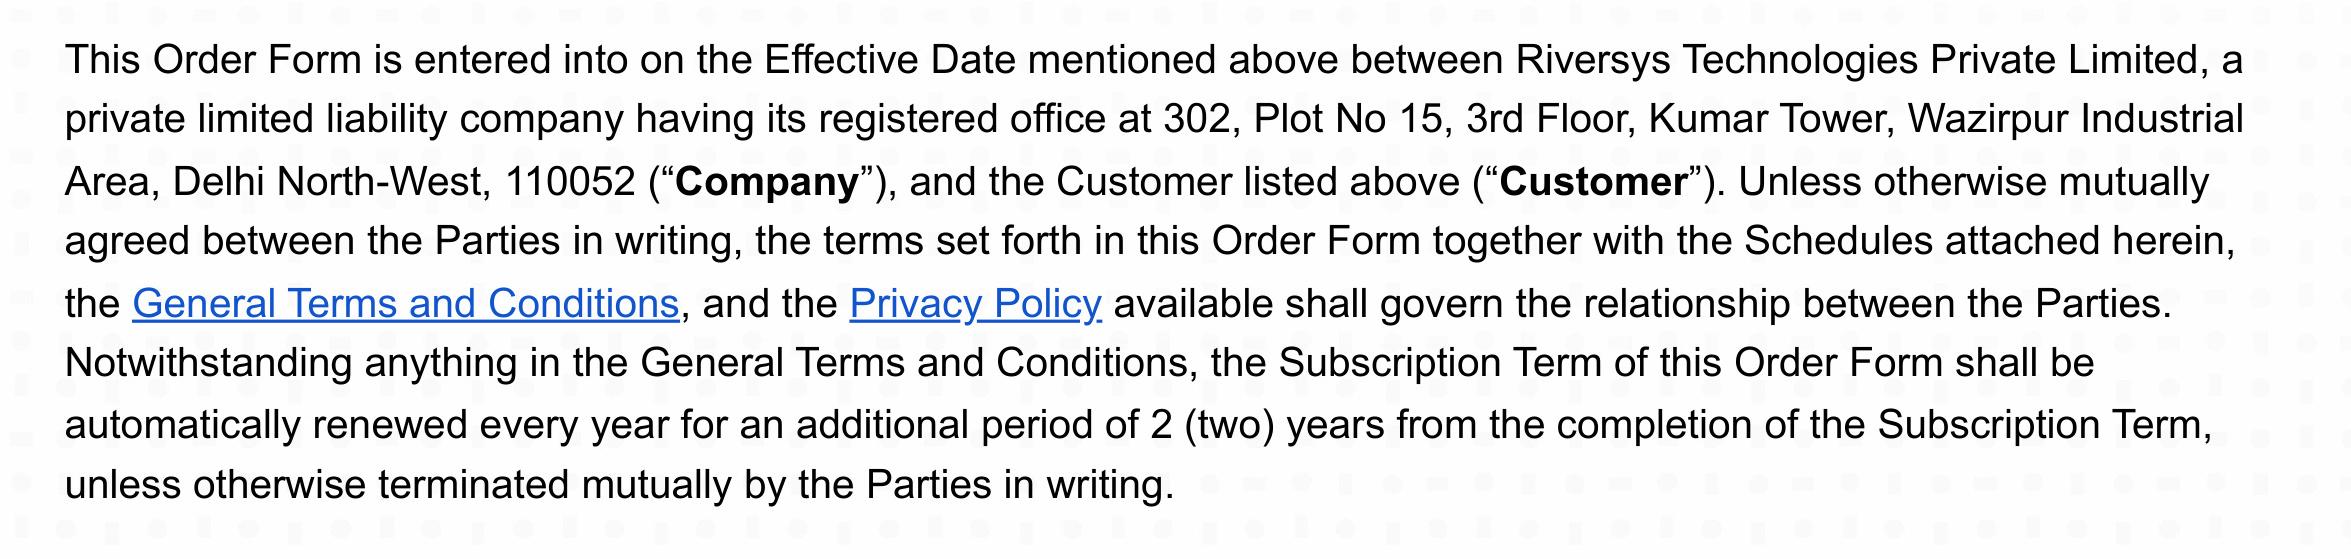 This Order Form is entered into on the Effective Date mentioned above between Riversys Technologies Private Limited, a
private limited liability company having its registered office at 302, Plot No 15, 3rd Floor, Kumar Tower, Wazirpur Industrial
Area, Delhi North-West, 110052 (“Company”), and the Customer listed above (“Customer”). Unless otherwise mutually
agreed between the Parties in writing, the terms set forth in this Order Form together with the Schedules attached herein,
the General Terms and Conditions, and the Privacy Policy available shall govern the relationship between the Parties.
Notwithstanding anything in the General Terms and Conditions, the Subscription Term of this Order Form shall be
automatically renewed every year for an additional period of 2 (two) years from the completion of the Subscription Term,
unless otherwise terminated mutually by the Parties in writing.